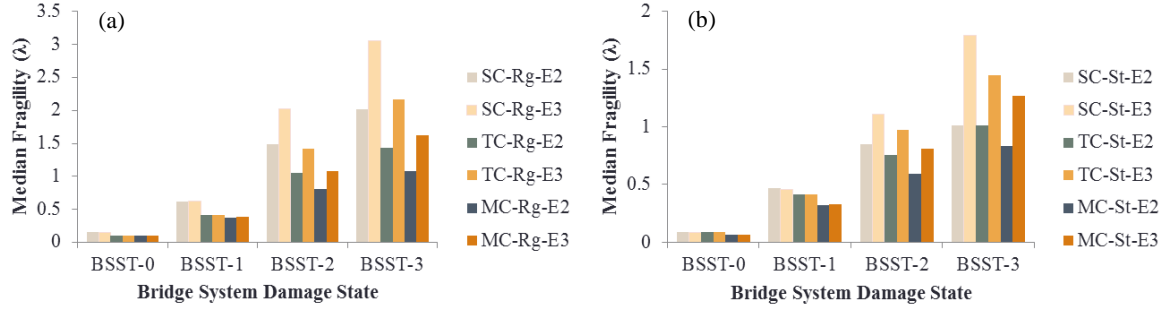 (a)
Median Fragility (λ)
3.5
3
2.5
2
1.5
1
0.5
0
BSST-0 BSST-1 BSST-2 BSST-3
Bridge System Damage State
SC-Rg-E2
SC-Rg-E3
TC-Rg-E2
TC-Rg-E3
MC-Rg-E2
MC-Rg-E3
(b)
Median Fragility (λ)
2
1.5
1
0.5
0
BSST-0 BSST-1 BSST-2 BSST-3
Bridge System Damage State
SC-St-E2
SC-St-E3
TC-St-E2
TC-St-E3
MC-St-E2
MC-St-E3